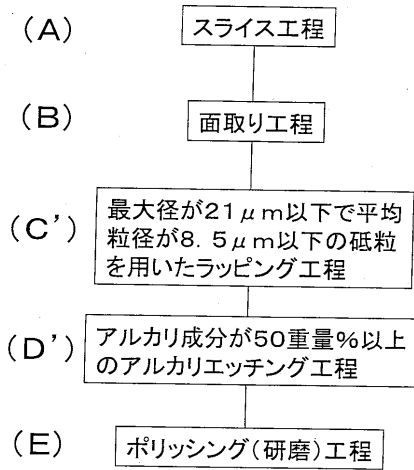 (A) スライス工程
(B) 面取り工程
(C’) 最大径が21μm以下で平均
粒径が8.5μm以下の砥粒
を用いたラッピング工程
(D’) アルカリ成分が50重量%以上
のアルカリエッチング工程
(E) ポリッシング(研磨)工程